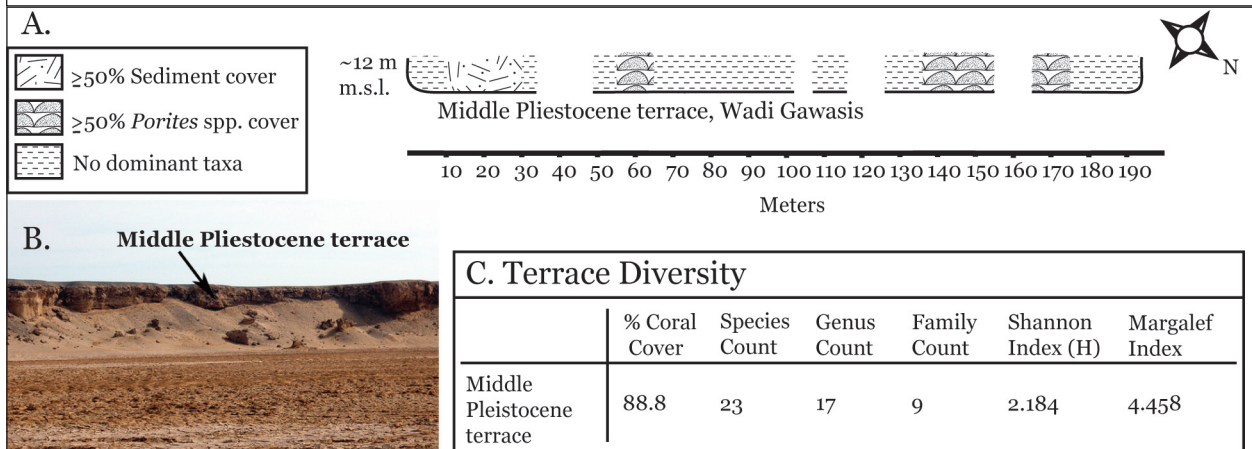 A.
≥50% Sediment cover
≥50% Porites spp. cover
No dominant taxa
~12 m
m.s.l.
N
Middle Pliestocene terrace, Wadi Gawasis
10 20 30 40 50 60 70 80 90 100 110 120 130 140 150 160 170 180 190
Meters
B.
Middle Pliestocene terrace
C. Terrace Diversity
% Coral Cover Species Count Genus Count Family Count Shannon Index (H) Margalef Index
Middle Pleistocene terrace 88.8 23 17 9 2.184 4.458